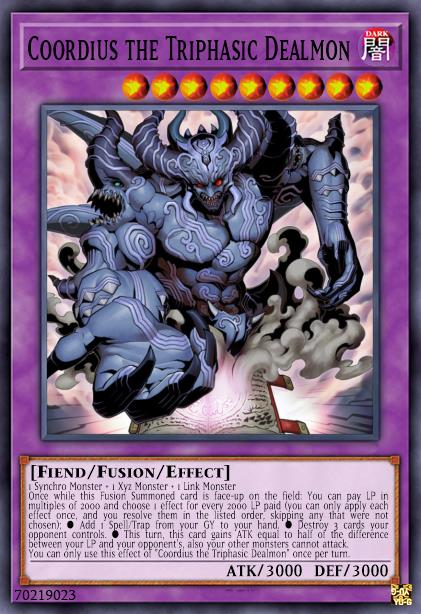 COORDIUS THE TRIPHASIC DEALMON
DARK
闇
[FIEND/FUSION/EFFECT]
1 Synchro Monster + 1 Xyz Monster + 1 Link Monster
Once while this Fusion Summoned card is face-up on the field: You can pay LP in
multiples of 2000 and choose 1 effect for every 2000 LP paid (you can only apply each
effect once, and you resolve them in the listed order, skipping any that were not
chosen); ● Add 1 Spell/Trap from your GY to your hand. ● Destroy 3 cards your
opponent controls. ● This turn, this card gains ATK equal to half of the difference
between your LP and your opponent's, also your other monsters cannot attack.
You can only use this effect of "Coordius the Triphasic Dealmon" once per turn.
ATK/3000 DEF/3000
70219023